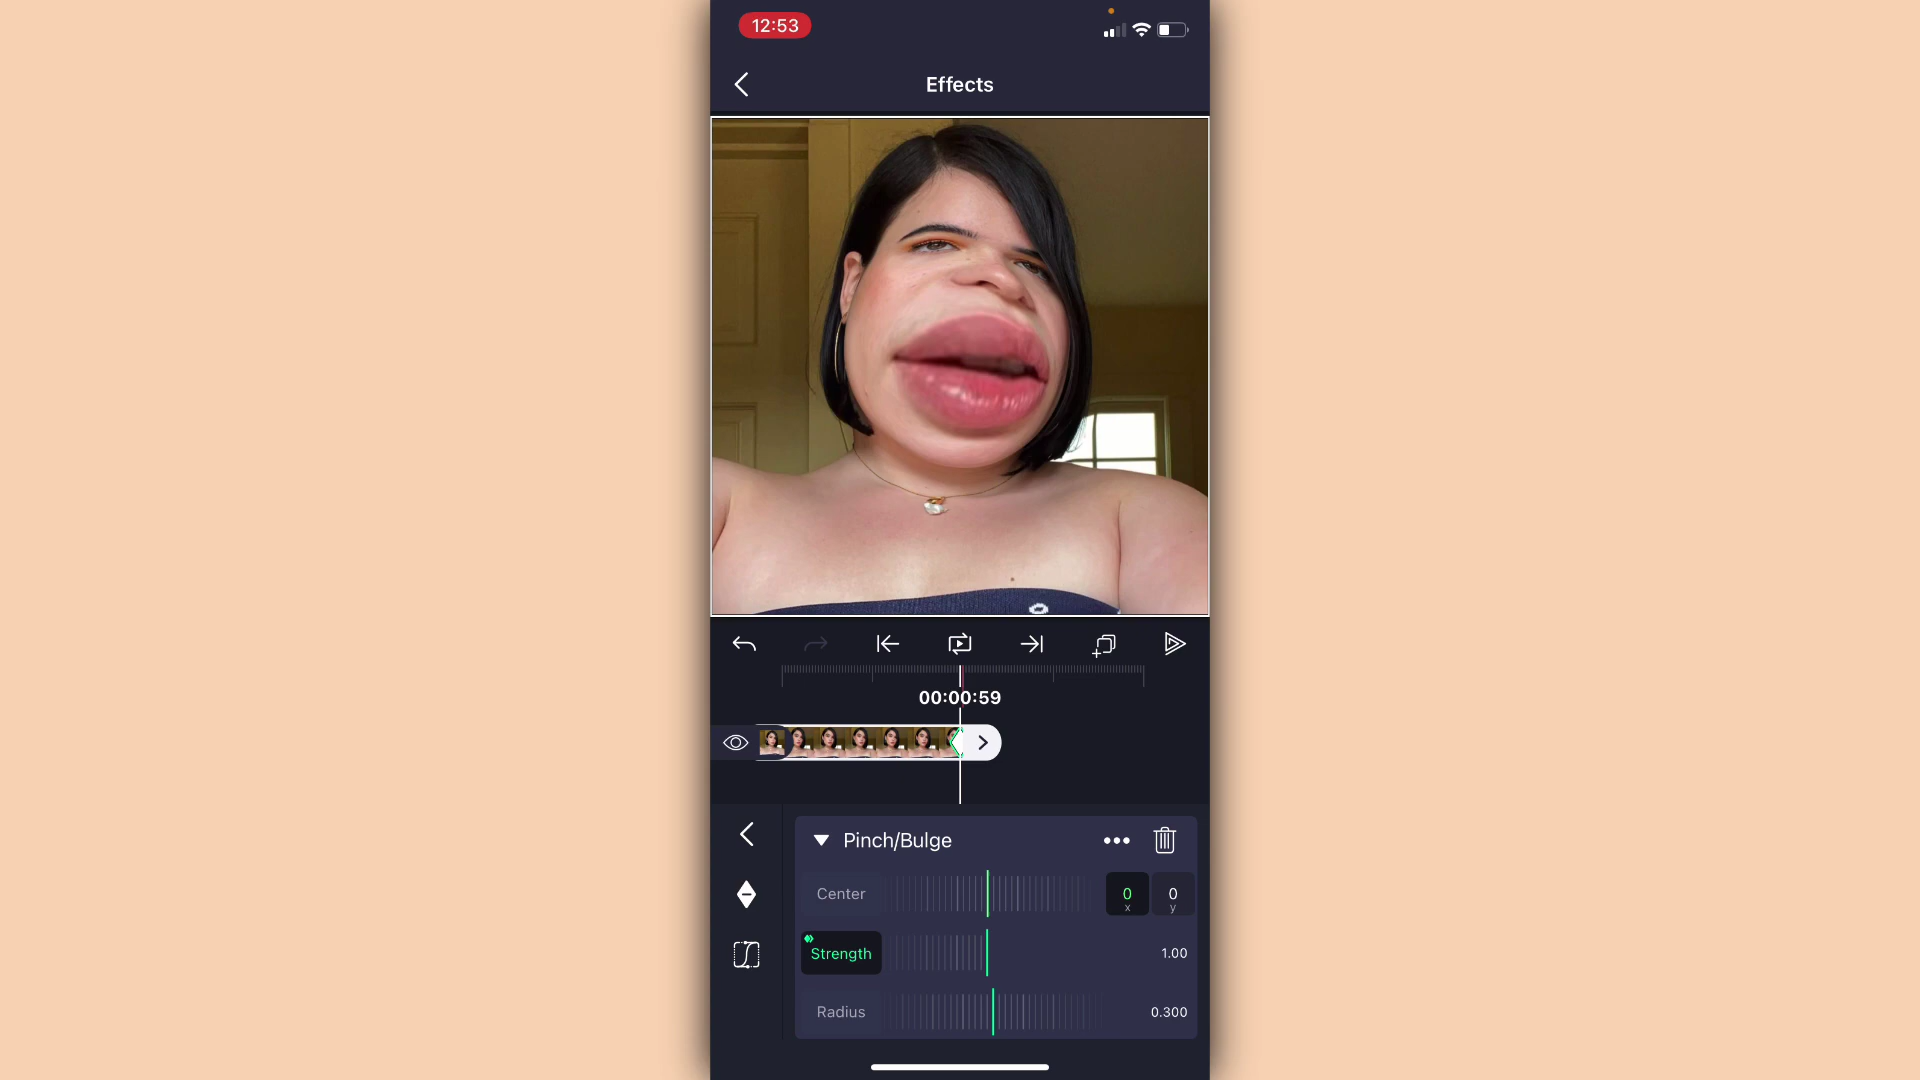 12:53
Effects
00:00:59
Pinch/Bulge
Center
0
x
0
y
Strength
1.00
Radius
0.300